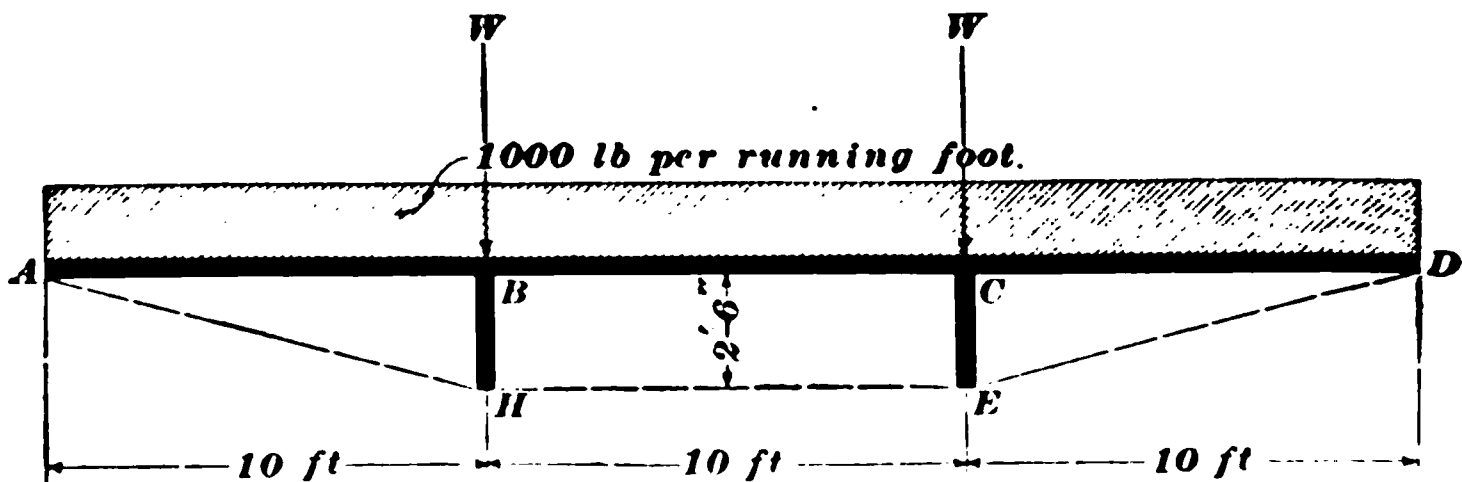 W W
1000 lb per running foot.
A B C D
2'-6"
H E
10 ft 10 ft 10 ft